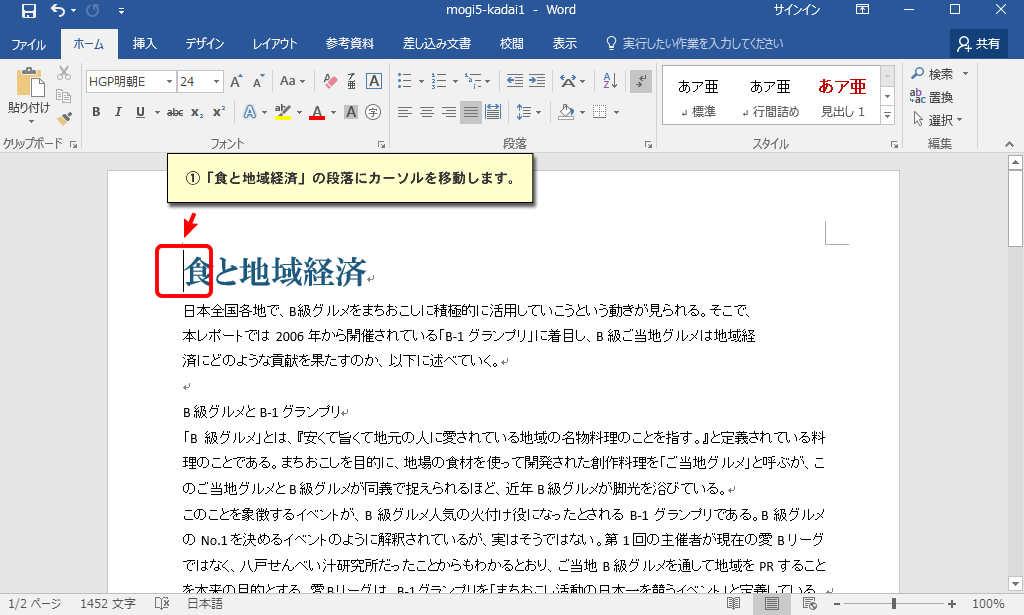 mogi5-kadai1 - Word
サインイン
ファイル ホーム 挿入 デザイン レイアウト 参考資料 差し込み文書 校閲 表示 実行したい作業を入力してください 共有
貼り付け
HGP明朝E 24
Aa
A
B I U abc x₂ x² A ab A A 字
あア亜 あア亜 あア亜
標準 行間詰め 見出し 1
検索
置換
選択
クリップボード フォント 段落 スタイル 編集
①「食と地域経済」の段落にカーソルを移動します。
食と地域経済
日本全国各地で、B級グルメをまちおこしに積極的に活用していこうという動きが見られる。そこで、
本レポートでは 2006 年から開催されている「B-1 グランプリ」に着目し、B 級ご当地グルメは地域経
済にどのような貢献を果たすのか、以下に述べていく。
B 級グルメと B-1 グランプリ
「B 級グルメ」とは、『安くて旨くて地元の人に愛されている地域の名物料理のことを指す。』と定義されている料
理のことである。まちおこしを目的に、地場の食材を使って開発された創作料理を「ご当地グルメ」と呼ぶが、こ
のご当地グルメと B 級グルメが同義で捉えられるほど、近年 B 級グルメが脚光を浴びている。
このことを象徴するイベントが、B 級グルメ人気の火付け役になったとされる B-1 グランプリである。B 級グルメ
の No.1 を決めるイベントのように解釈されているが、実はそうではない。第 1 回の主催者が現在の愛 B リーグ
ではなく、八戸せんべい汁研究所だったことからもわかるとおり、ご当地 B 級グルメを通して地域を PR すること
を本来の目的とする。愛 B リーグは、B-1 グランプリを「まちおこし活動の日本一を競うイベント」と定義している。
1/2 ページ 1452 文字 日本語 100%